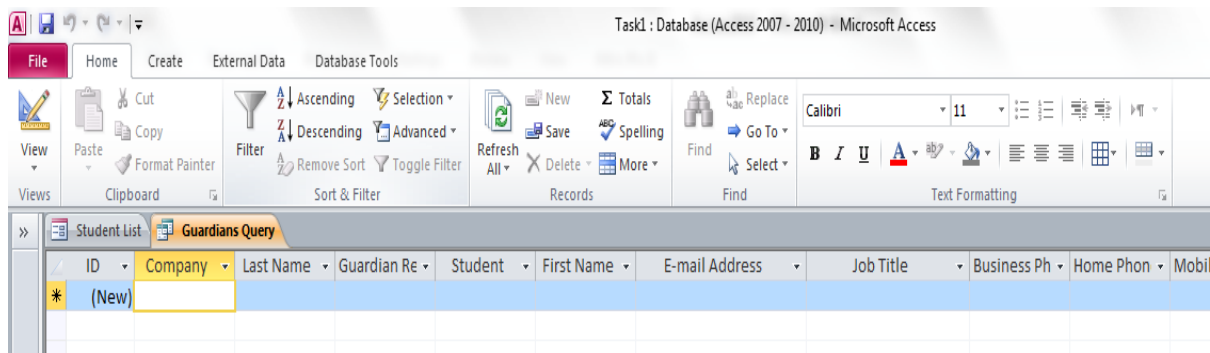 Task1 : Database (Access 2007 - 2010) - Microsoft Access
File Home Create External Data Database Tools
Cut Ascending Selection New Σ Totals Replace Calibri 11
View Paste Copy Descending Advanced Filter Refresh All Save Spelling Find Go To
Format Painter Remove Sort Toggle Filter Delete More Select B I U A
Views Clipboard Sort & Filter Records Find Text Formatting
» Student List Guardians Query
ID Company Last Name Guardian Re Student First Name E-mail Address Job Title Business Ph Home Phon Mobil
* (New)